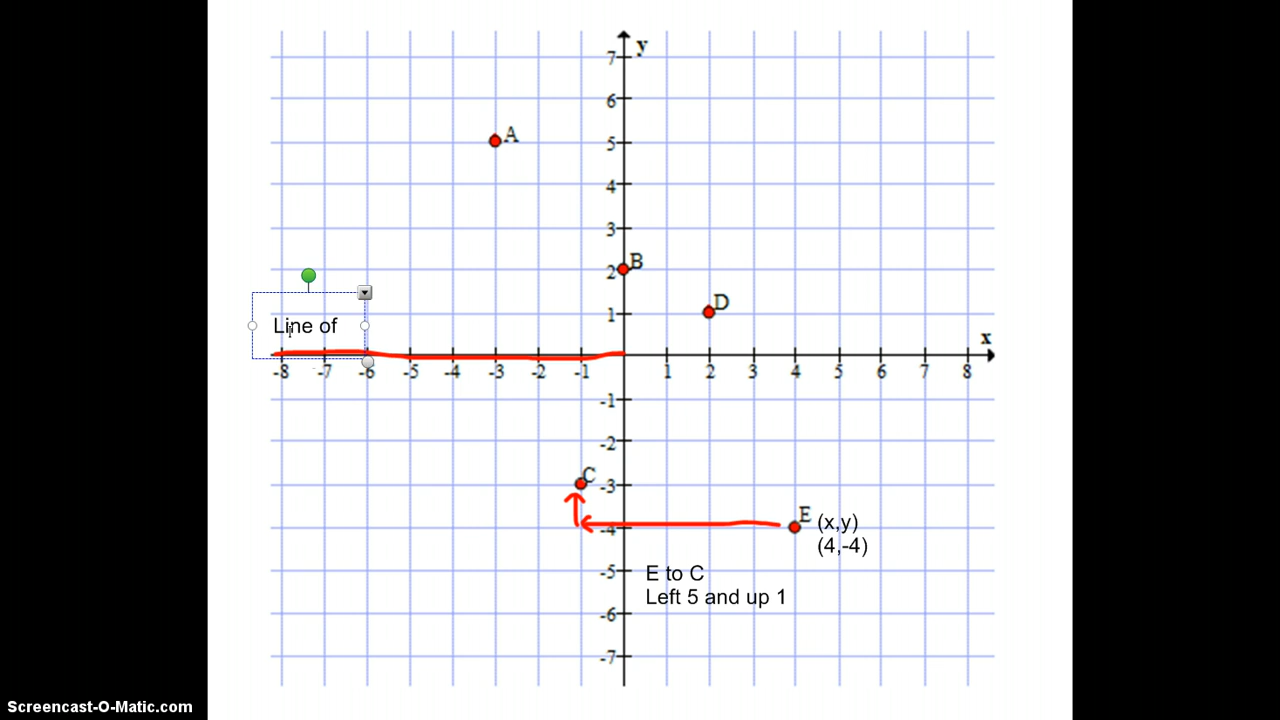 y
7
6
A
5
4
3
2 B
D
1
Line of
x
-8 -7 -6 -5 -4 -3 -2 -1 1 2 3 4 5 6 7 8
-1
-2
C -3
E (x,y)
-4
(4,-4)
-5 E to C
Left 5 and up 1
-6
-7
Screencast-O-Matic.com